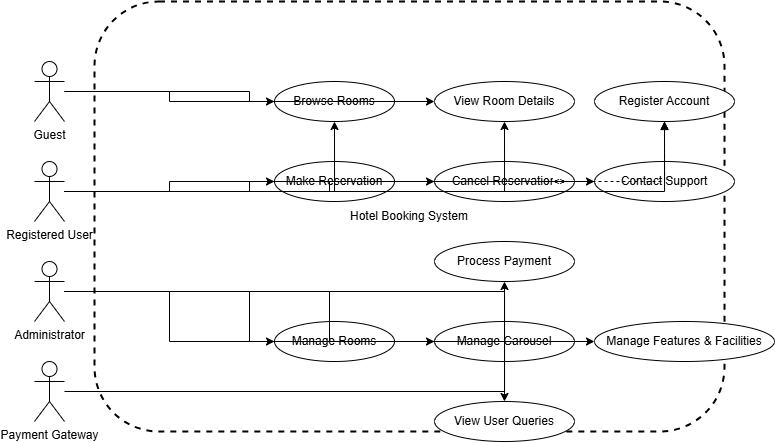 Browse Rooms
View Room Details
Register Account
Guest
Make Reservation
Cancel Reservation
<>
Contact Support
Hotel Booking System
Registered User
Process Payment
Administrator
Manage Rooms
Manage Carousel
Manage Features & Facilities
View User Queries
Payment Gateway